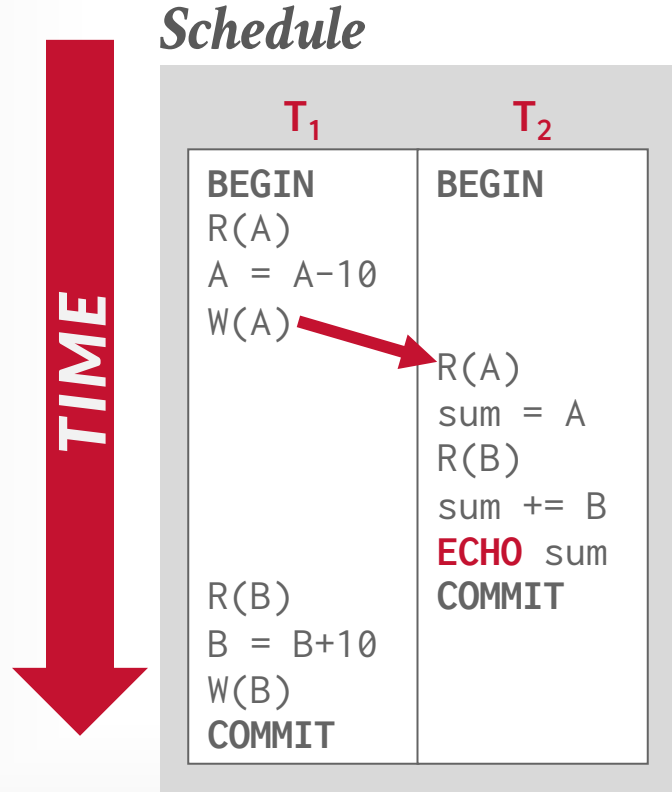 Schedule
TIME
T₁ T₂
BEGIN BEGIN
R(A)
A = A-10
W(A)
R(A)
sum = A
R(B)
sum += B
ECHO sum
R(B) COMMIT
B = B+10
W(B)
COMMIT